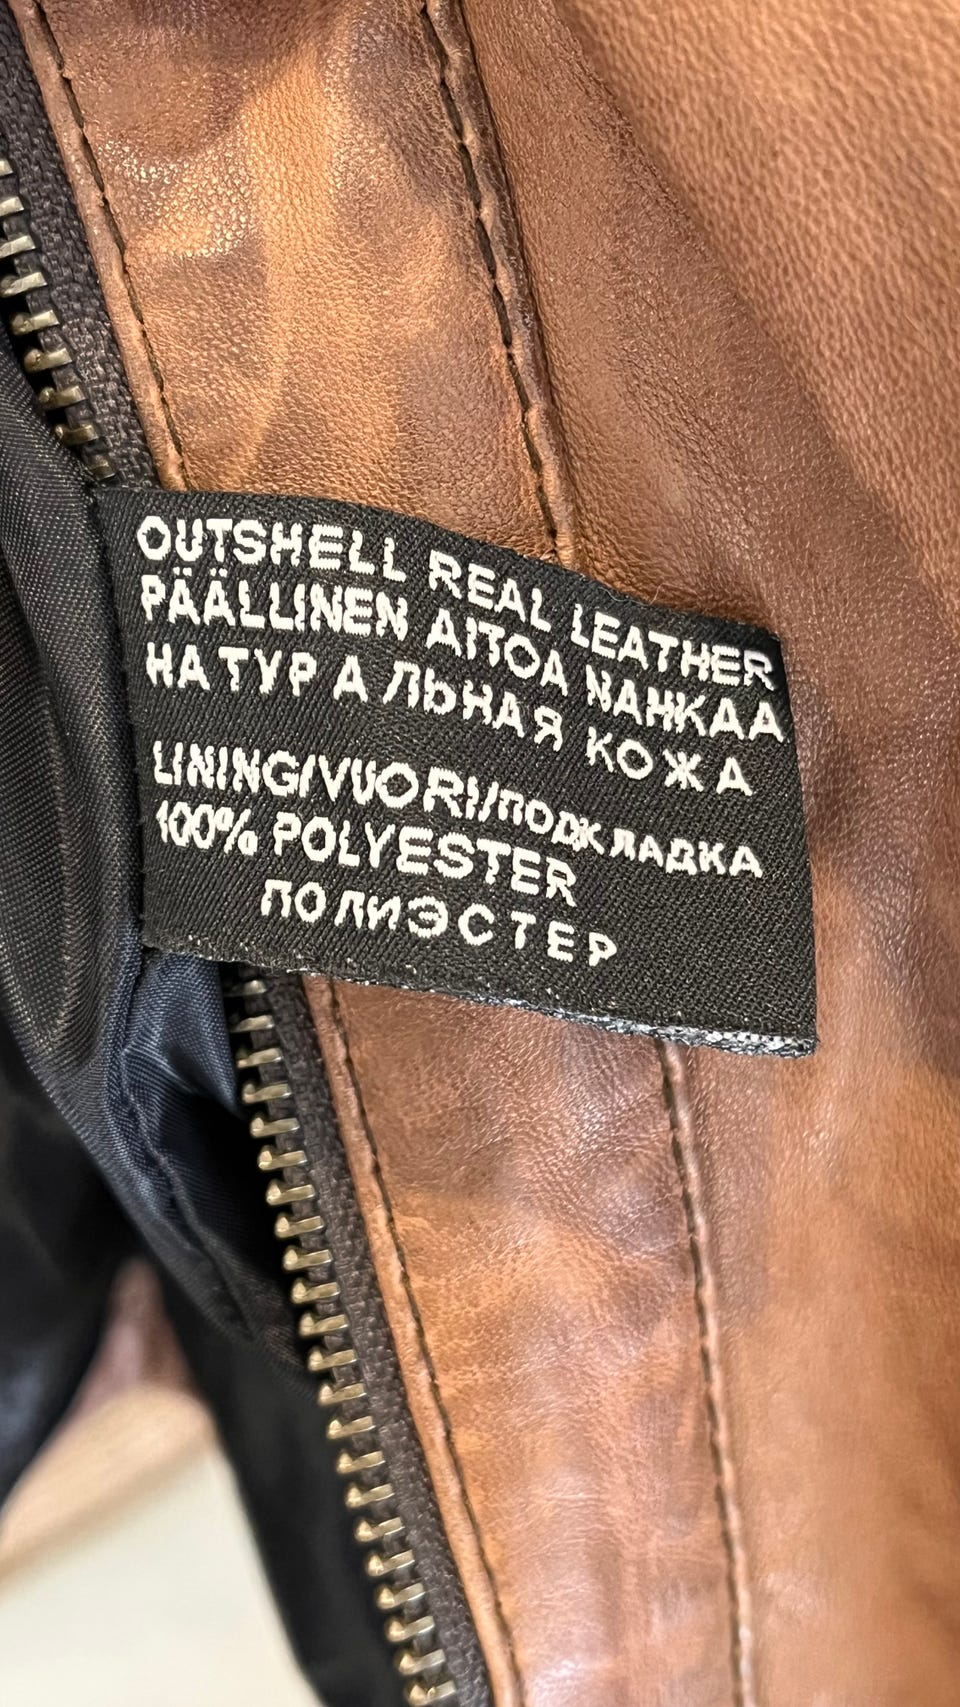 OUTSHELL REAL LEATHER
PÄÄLLINEN AITOA NAHKAA
НАТУРАЛЬНАЯ КОЖА
LINING/VUORI/ПОДКЛАДКА
100% POLYESTER
ПОЛИЭСТЕР